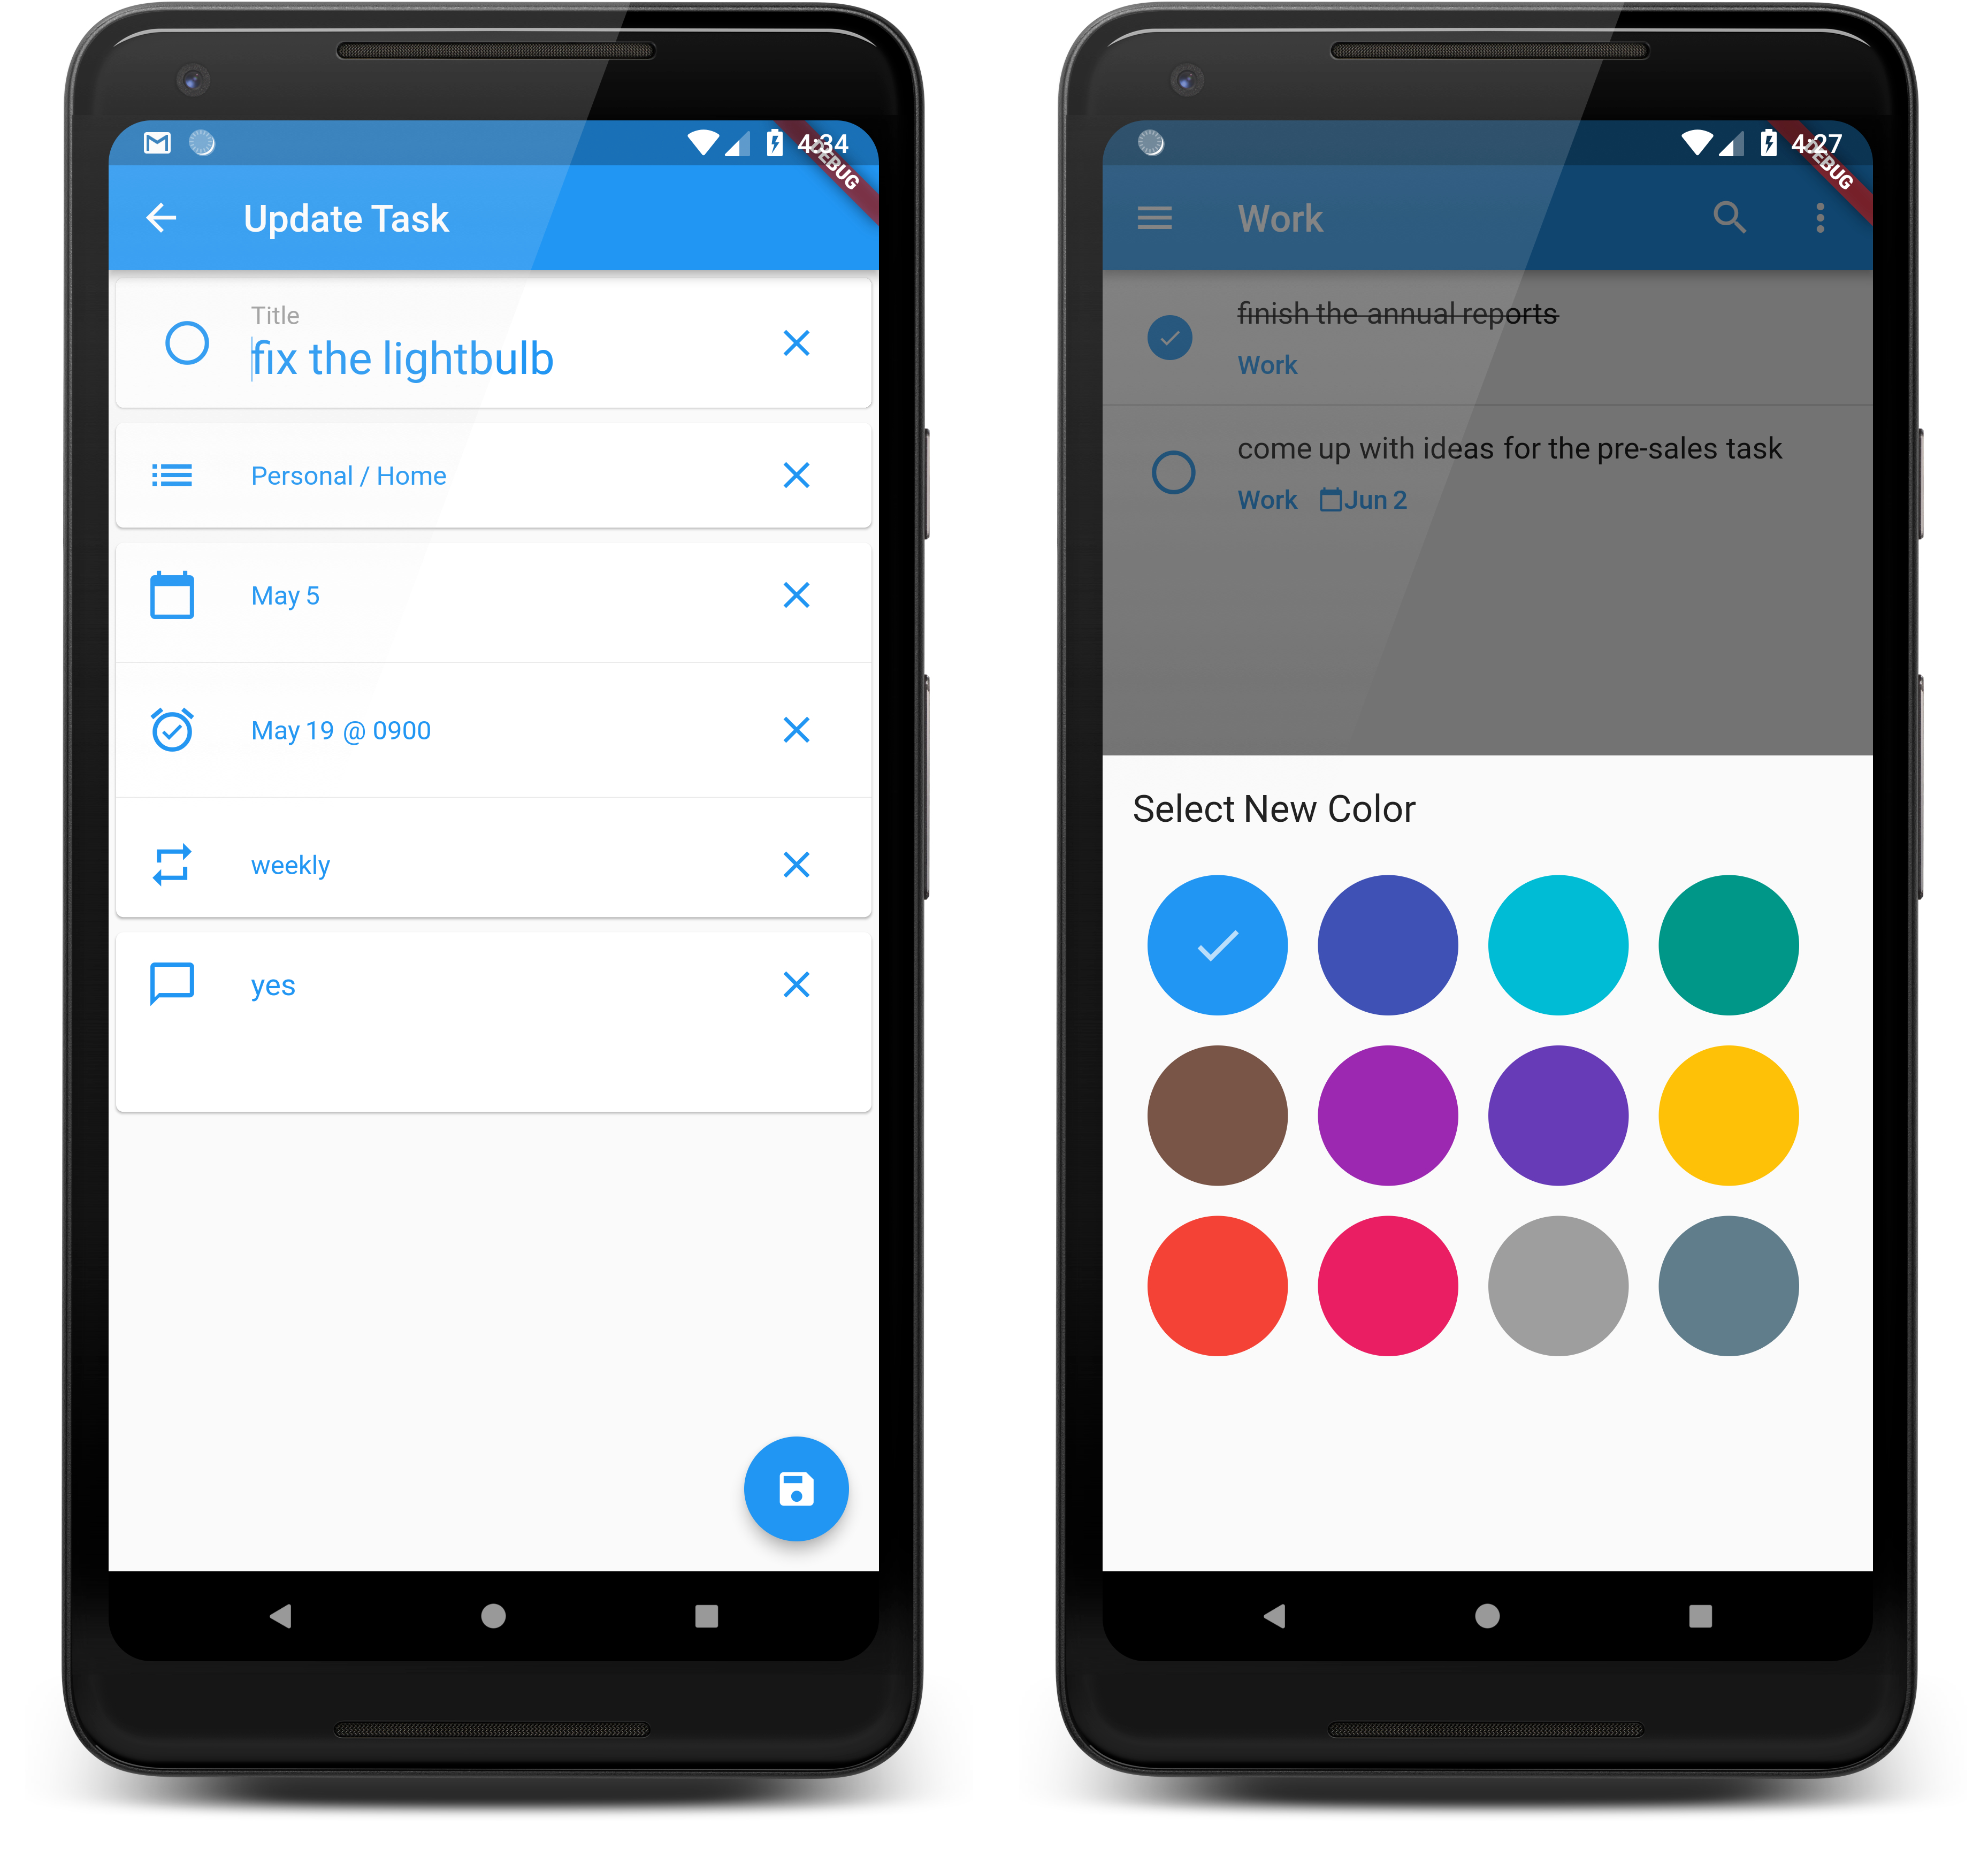 4:34
DEBUG
Update Task
Title
fix the lightbulb
Personal / Home
May 5
May 19 @ 0900
weekly
yes
4:27
DEBUG
Work
finish the annual reports
Work
come up with ideas for the pre-sales task
Work Jun 2
Select New Color